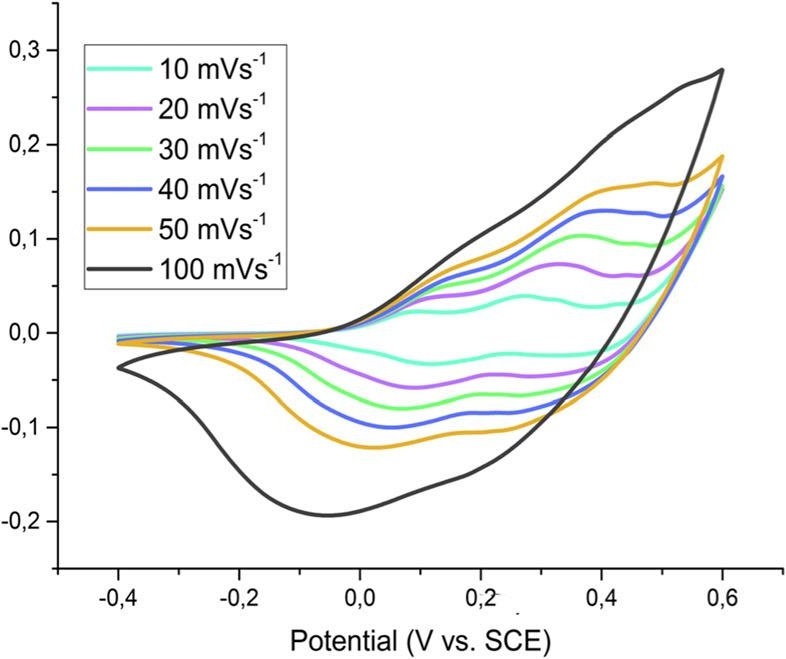 0,3
0,2
0,1
0,0
-0,1
-0,2
10 mVs⁻¹
20 mVs⁻¹
30 mVs⁻¹
40 mVs⁻¹
50 mVs⁻¹
100 mVs⁻¹
-0,4 -0,2 0,0 0,2 0,4 0,6
Potential (V vs. SCE)